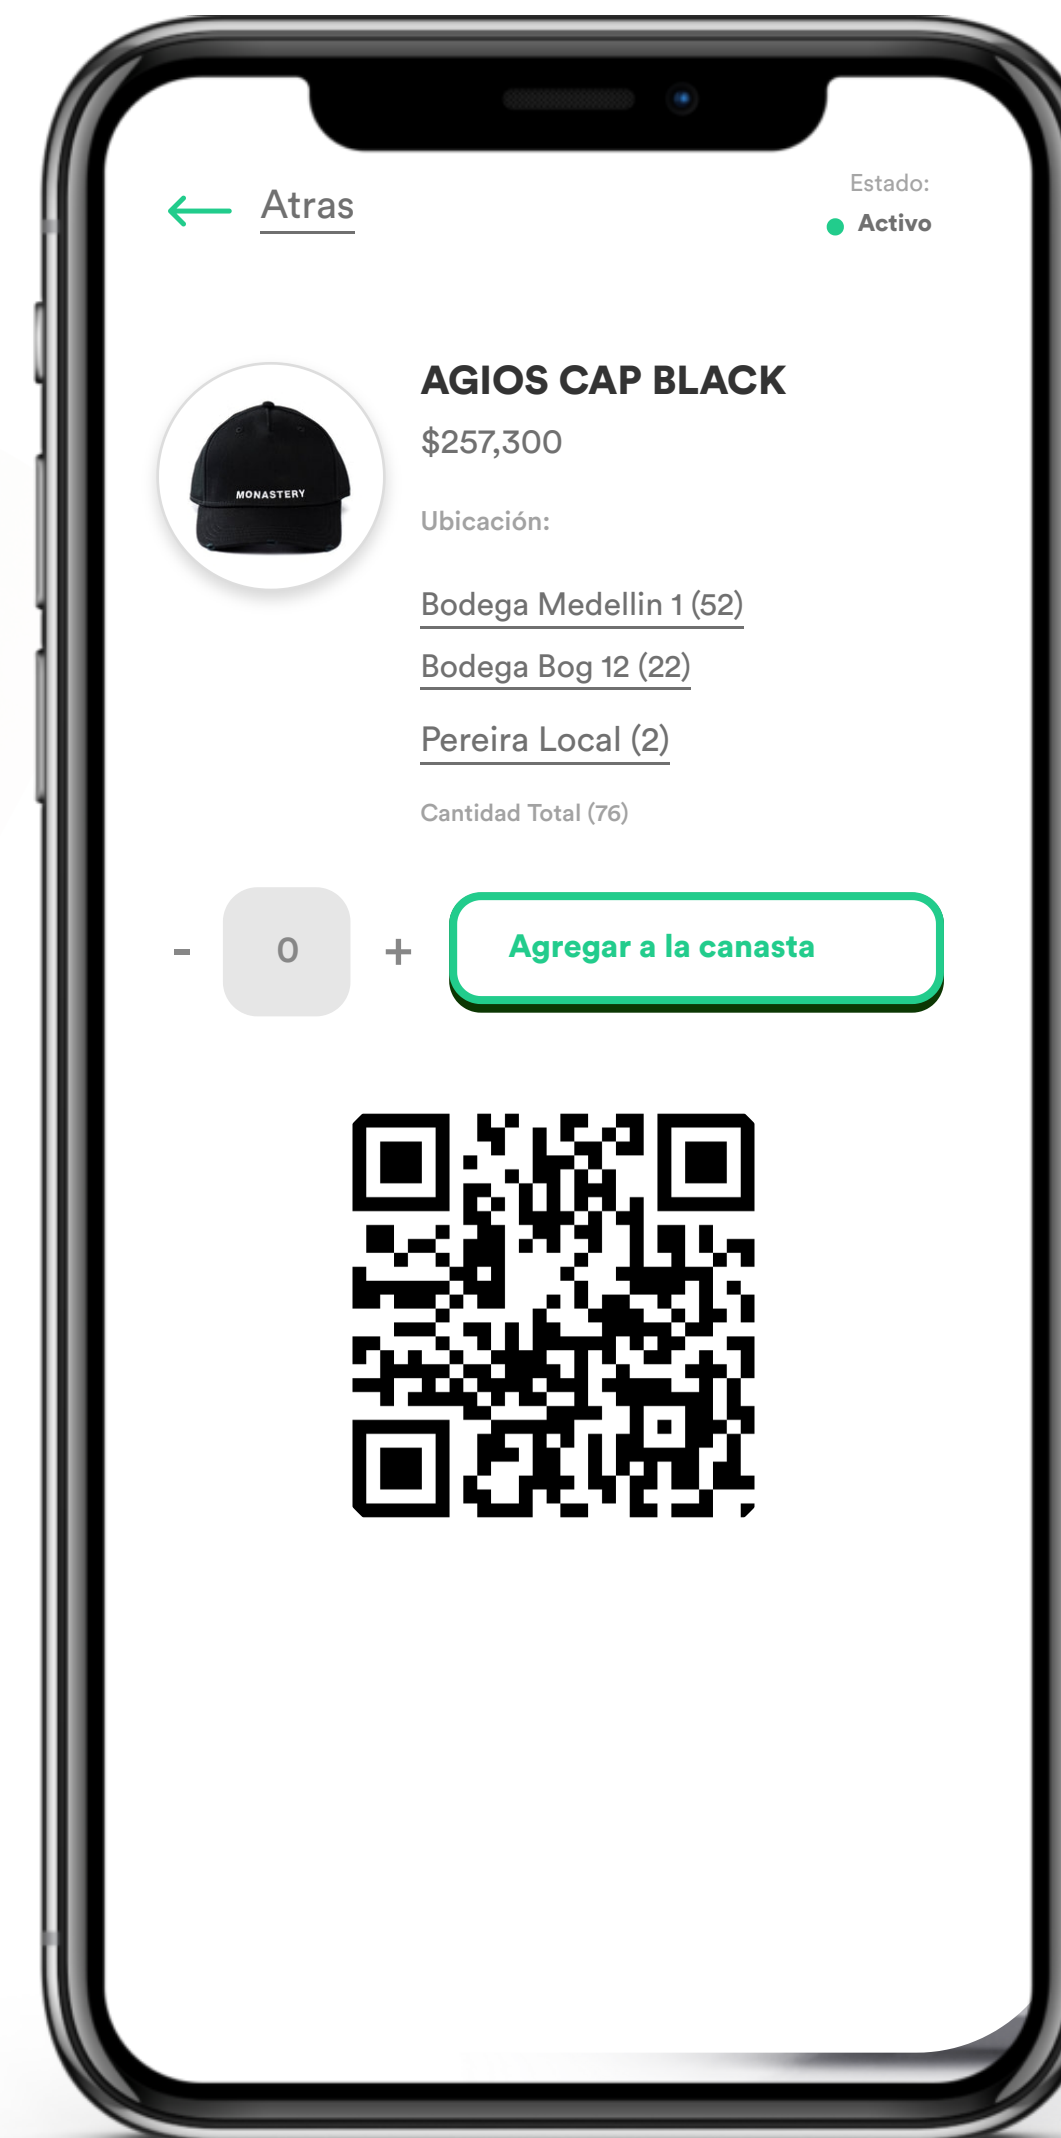 Atras
Estado:
Activo
AGIOS CAP BLACK
$257,300
MONASTERY
Ubicación:
Bodega Medellin 1 (52)
Bodega Bog 12 (22)
Pereira Local (2)
Cantidad Total (76)
- 0 + Agregar a la canasta